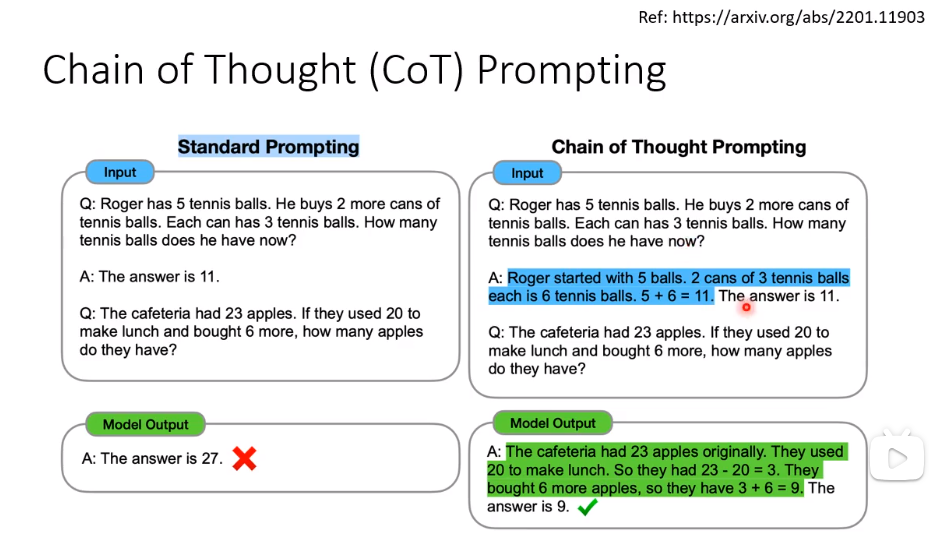 Ref: https://arxiv.org/abs/2201.11903
Chain of Thought (CoT) Prompting
Standard Prompting
Input
Q: Roger has 5 tennis balls. He buys 2 more cans of
tennis balls. Each can has 3 tennis balls. How many
tennis balls does he have now?
A: The answer is 11.
Q: The cafeteria had 23 apples. If they used 20 to
make lunch and bought 6 more, how many apples
do they have?
Model Output
A: The answer is 27.
Chain of Thought Prompting
Input
Q: Roger has 5 tennis balls. He buys 2 more cans of
tennis balls. Each can has 3 tennis balls. How many
tennis balls does he have now?
A: Roger started with 5 balls. 2 cans of 3 tennis balls
each is 6 tennis balls. 5 + 6 = 11. The answer is 11.
Q: The cafeteria had 23 apples. If they used 20 to
make lunch and bought 6 more, how many apples
do they have?
Model Output
A: The cafeteria had 23 apples originally. They used
20 to make lunch. So they had 23 - 20 = 3. They
bought 6 more apples, so they have 3 + 6 = 9. The
answer is 9.